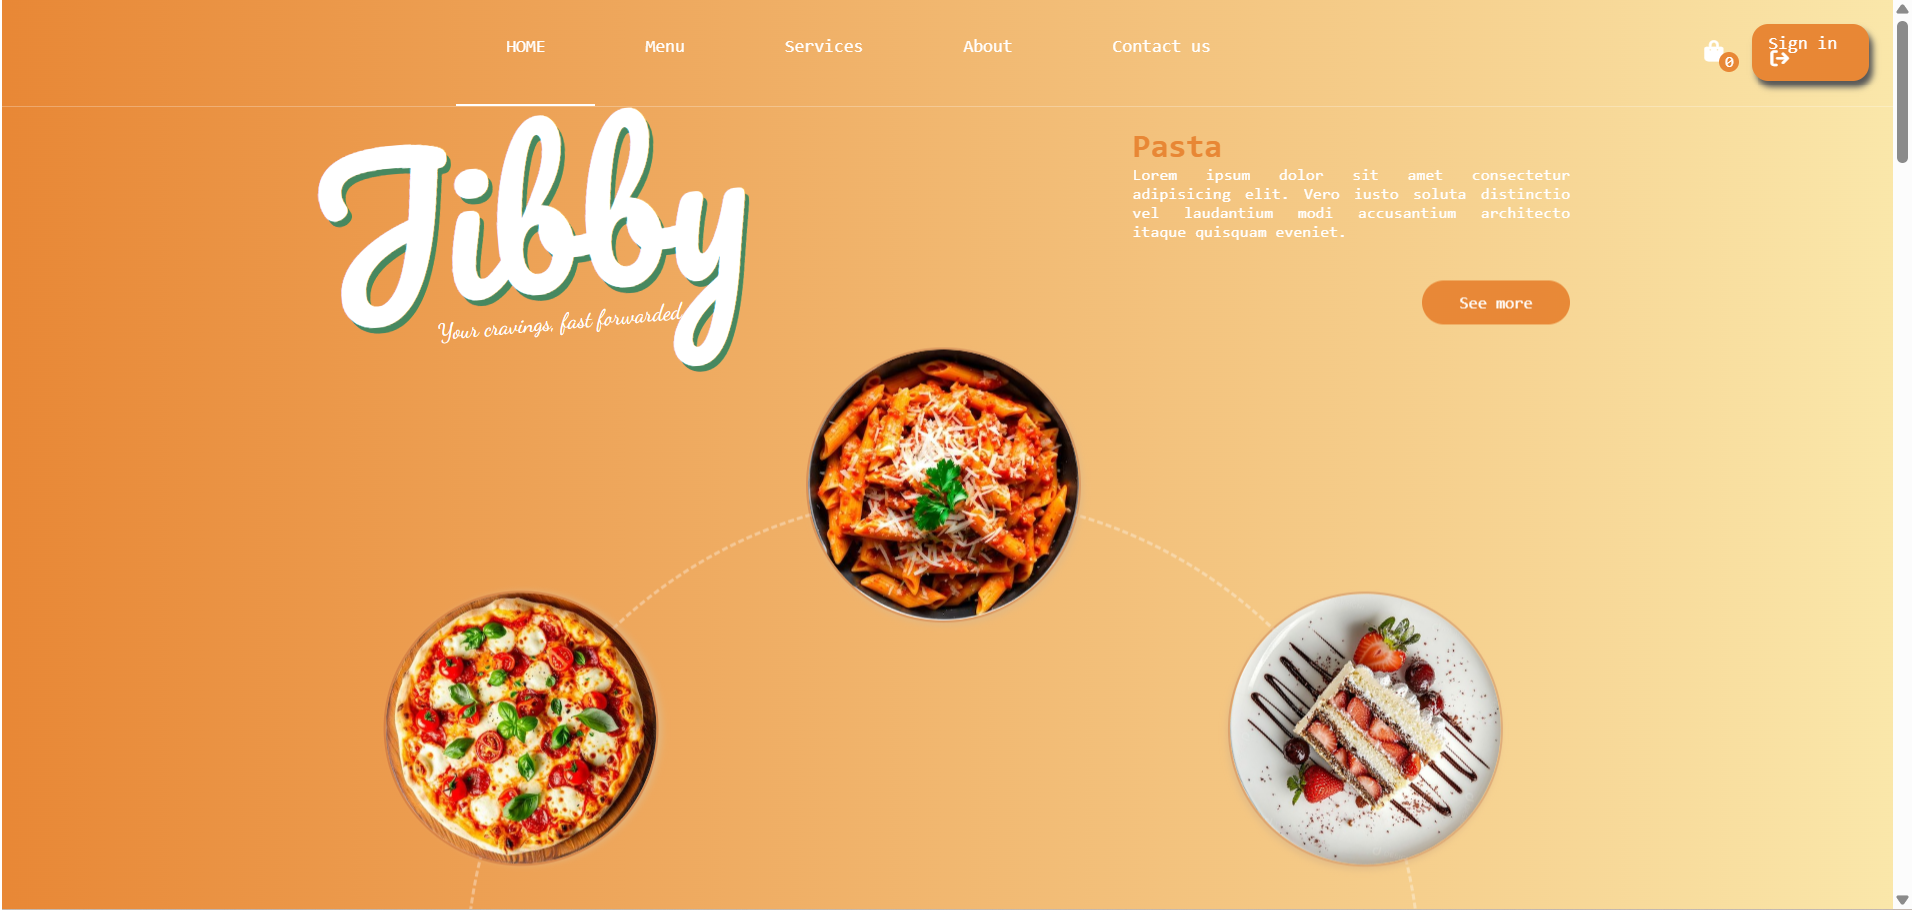 HOME Menu Services About Contact us
0
Sign in
Jibby
Your cravings, fast forwarded
Pasta
Lorem ipsum dolor sit amet consectetur
adipisicing elit. Vero iusto soluta distinctio
vel laudantium modi accusantium architecto
itaque quisquam eveniet.
See more